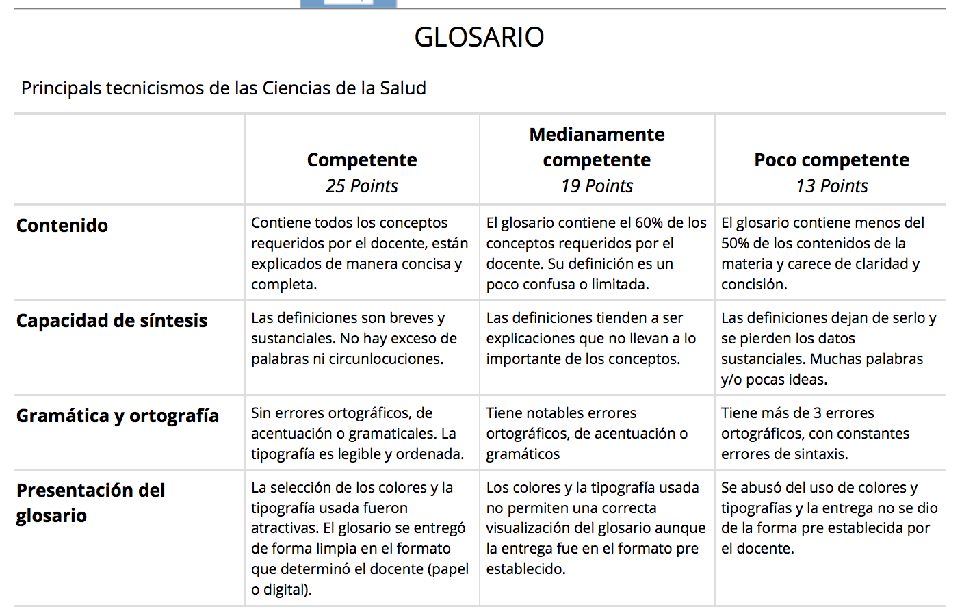 GLOSARIO
Principals tecnicismos de las Ciencias de la Salud
Competente
25 Points
Medianamente
competente
19 Points
Poco competente
13 Points
Contenido
Contiene todos los conceptos
requeridos por el docente, están
explicados de manera concisa y
completa.
El glosario contiene el 60% de los
conceptos requeridos por el
docente. Su definición es un
poco confusa o limitada.
El glosario contiene menos del
50% de los contenidos de la
materia y carece de claridad y
concisión.
Capacidad de síntesis
Las definiciones son breves y
sustanciales. No hay exceso de
palabras ni circunlocuciones.
Las definiciones tienden a ser
explicaciones que no llevan a lo
importante de los conceptos.
Las definiciones dejan de serlo y
se pierden los datos
sustanciales. Muchas palabras
y/o pocas ideas.
Gramática y ortografía
Sin errores ortográficos, de
acentuación o gramaticales. La
tipografía es legible y ordenada.
Tiene notables errores
ortográficos, de acentuación o
gramáticos
Tiene más de 3 errores
ortográficos, con constantes
errores de sintaxis.
Presentación del
glosario
La selección de los colores y la
tipografía usada fueron
atractivas. El glosario se entregó
de forma limpia en el formato
que determinó el docente (papel
o digital).
Los colores y la tipografía usada
no permiten una correcta
visualización del glosario aunque
la entrega fue en el formato pre
establecido.
Se abusó del uso de colores y
tipografías y la entrega no se dio
de la forma pre establecida por
el docente.